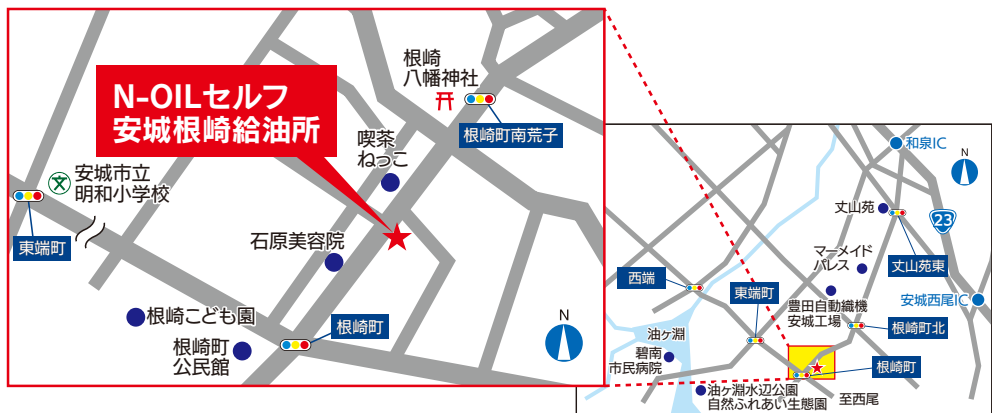 N-OILセルフ
安城根崎給油所
根崎
八幡神社
根崎町南荒子
喫茶
ねっこ
文
安城市立
明和小学校
東端町
石原美容院
根崎こども園
根崎町
公民館
根崎町
N
和泉IC
N
丈山苑
23
丈山苑東
マーメイド
パレス
西端
東端町
豊田自動織機
安城工場
安城西尾IC
根崎町北
油ヶ淵
碧南
市民病院
根崎町
油ヶ淵水辺公園
自然ふれあい生態園
至西尾